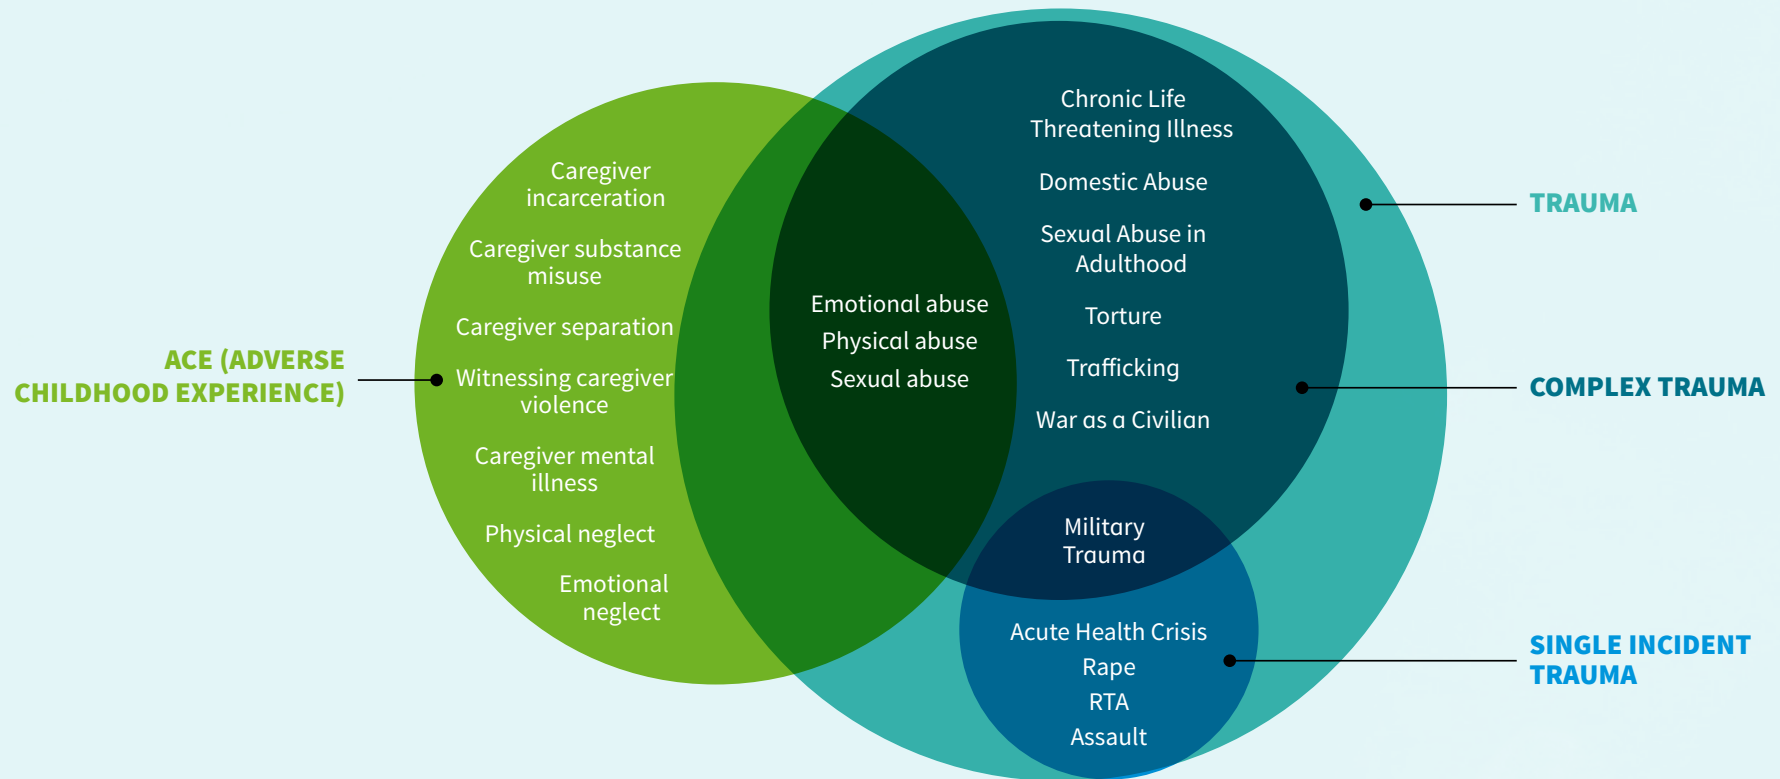 ACE (ADVERSE
CHILDHOOD EXPERIENCE)
Caregiver
incarceration
Caregiver substance
misuse
Caregiver separation
Witnessing caregiver
violence
Caregiver mental
illness
Physical neglect
Emotional
neglect
Emotional abuse
Physical abuse
Sexual abuse
Chronic Life
Threatening Illness
Domestic Abuse
Sexual Abuse in
Adulthood
Torture
Trafficking
War as a Civilian
Military
Trauma
Acute Health Crisis
Rape
RTA
Assault
TRAUMA
COMPLEX TRAUMA
SINGLE INCIDENT
TRAUMA